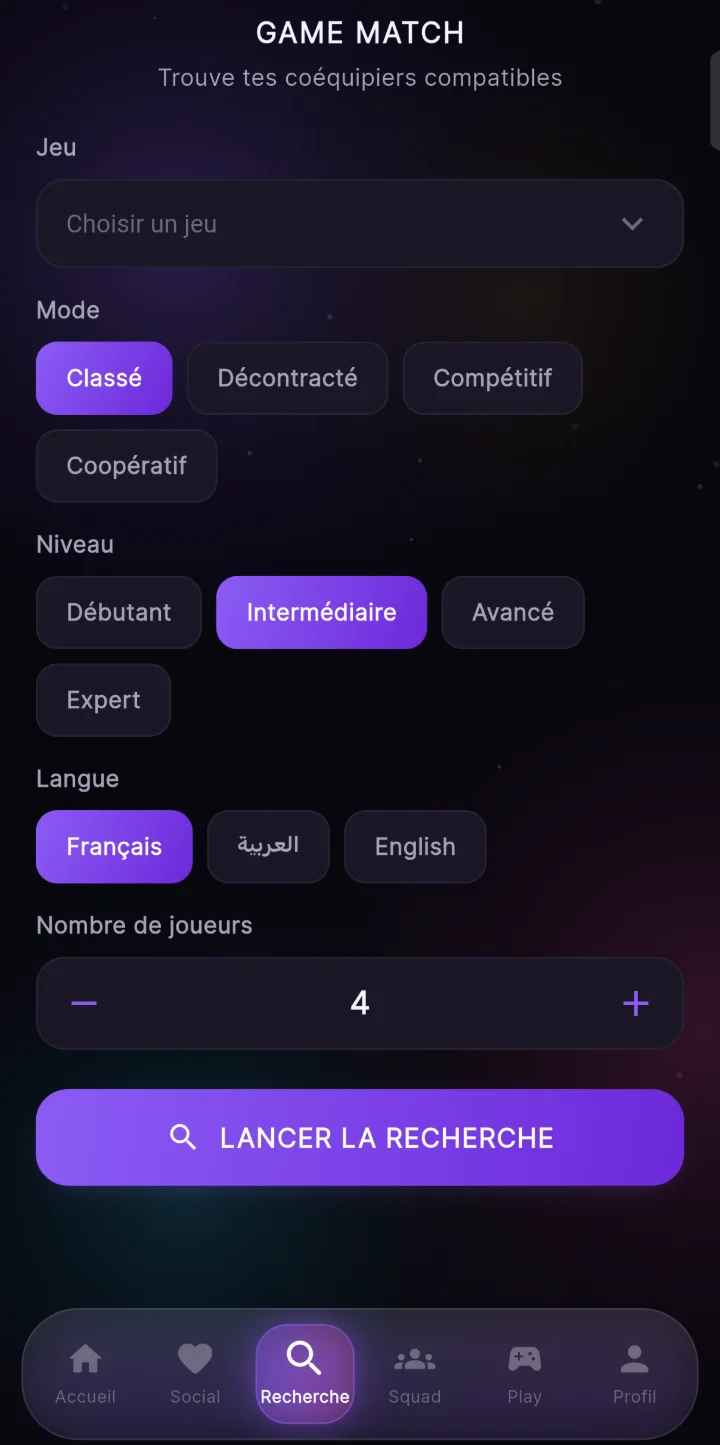 GAME MATCH
Trouve tes coéquipiers compatibles
Jeu
Choisir un jeu
Mode
Classé Décontracté Compétitif
Coopératif
Niveau
Débutant Intermédiaire Avancé
Expert
Langue
Français العربية English
Nombre de joueurs
4
LANCER LA RECHERCHE
Accueil Social Recherche Squad Play Profil